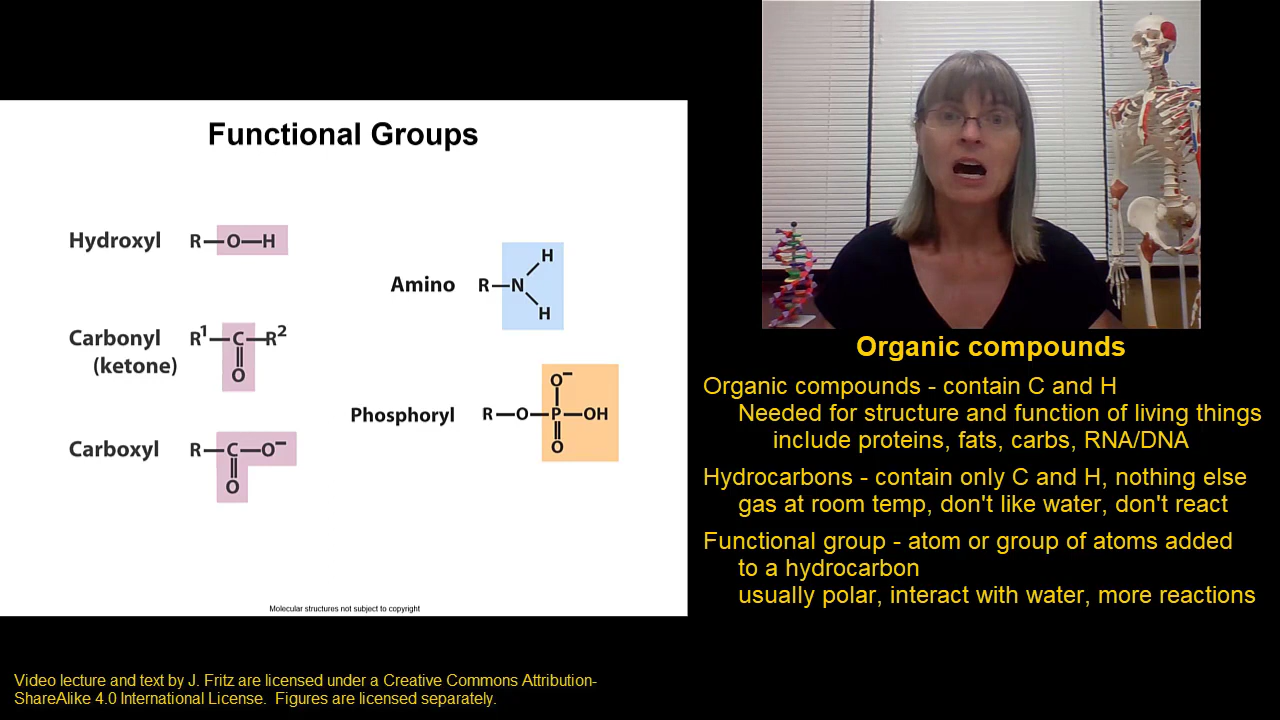 Functional Groups
Hydroxyl R—O—H
Carbonyl R¹—C—R²
(ketone) O
Carboxyl R—C—O⁻
O
Amino R—N
H
H
Phosphoryl R—O—P—OH
O⁻
O
Molecular structures not subject to copyright
Organic compounds
Organic compounds - contain C and H
Needed for structure and function of living things
include proteins, fats, carbs, RNA/DNA
Hydrocarbons - contain only C and H, nothing else
gas at room temp, don't like water, don't react
Functional group - atom or group of atoms added
to a hydrocarbon
usually polar, interact with water, more reactions
Video lecture and text by J. Fritz are licensed under a Creative Commons Attribution-
ShareAlike 4.0 International License. Figures are licensed separately.